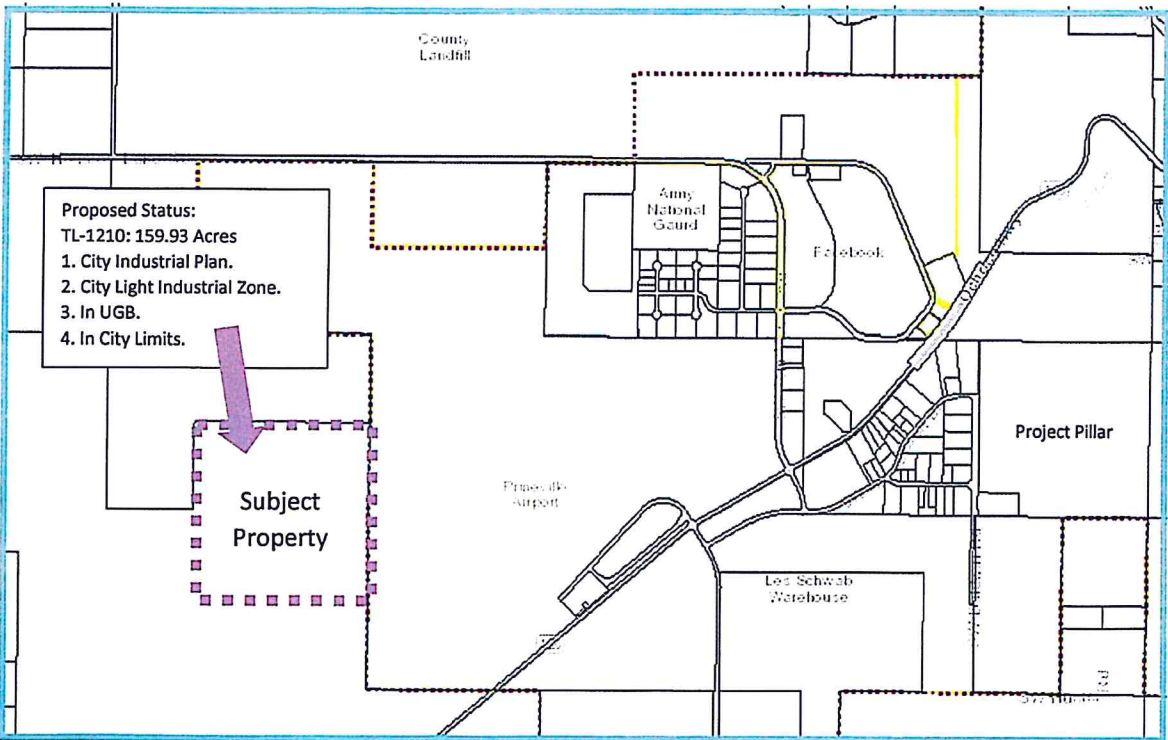 County
Landfill
Proposed Status:
TL-1210: 159.93 Acres
1. City Industrial Plan.
2. City Light Industrial Zone.
3. In UGB.
4. In City Limits.
Army
National
Gaurd
Facebook
Subject
Property
Prineville
Airport
Project Pillar
Les Schwab
Warehouse